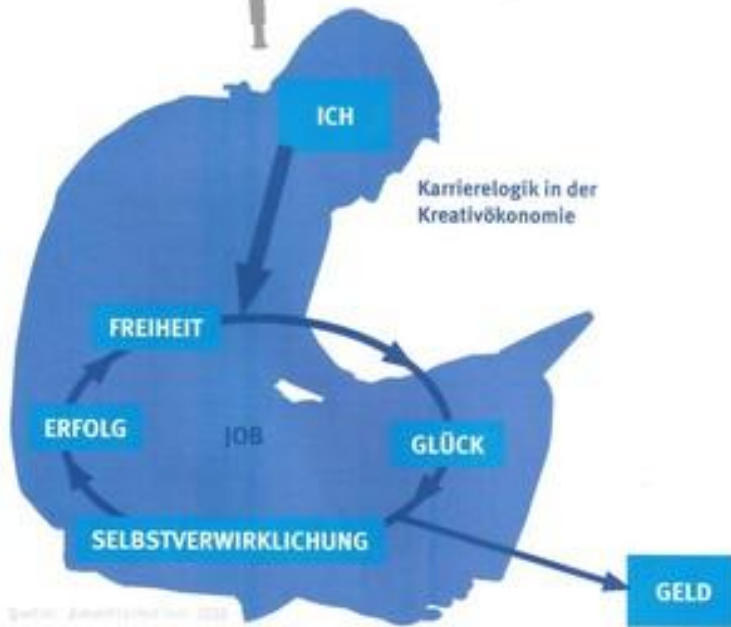 ICH
Karrierelogik in der
Kreativökonomie
FREIHEIT
ERFOLG
JOB
GLÜCK
SELBSTVERWIRKLICHUNG
GELD